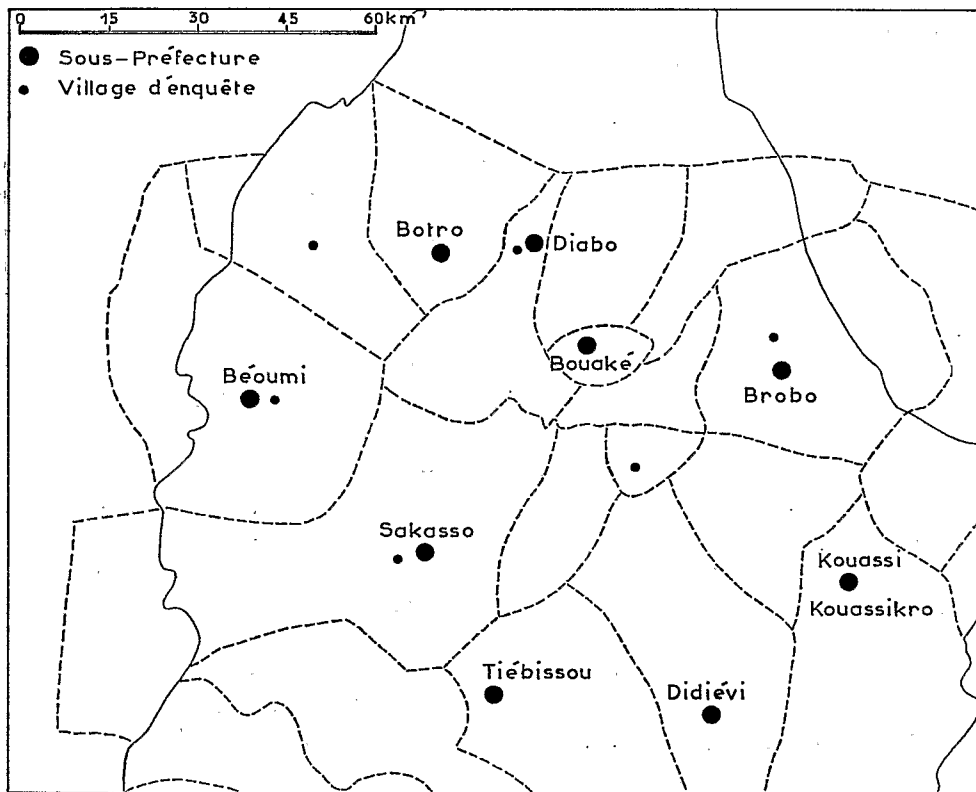 0 15 30 45 60km
Sous-Préfecture
Village d'enquête
Botro
Diabo
Bouaké
Béoumi
Brobo
Sakasso
Kouassi
Kouassikro
Tiébissou
Didiévi